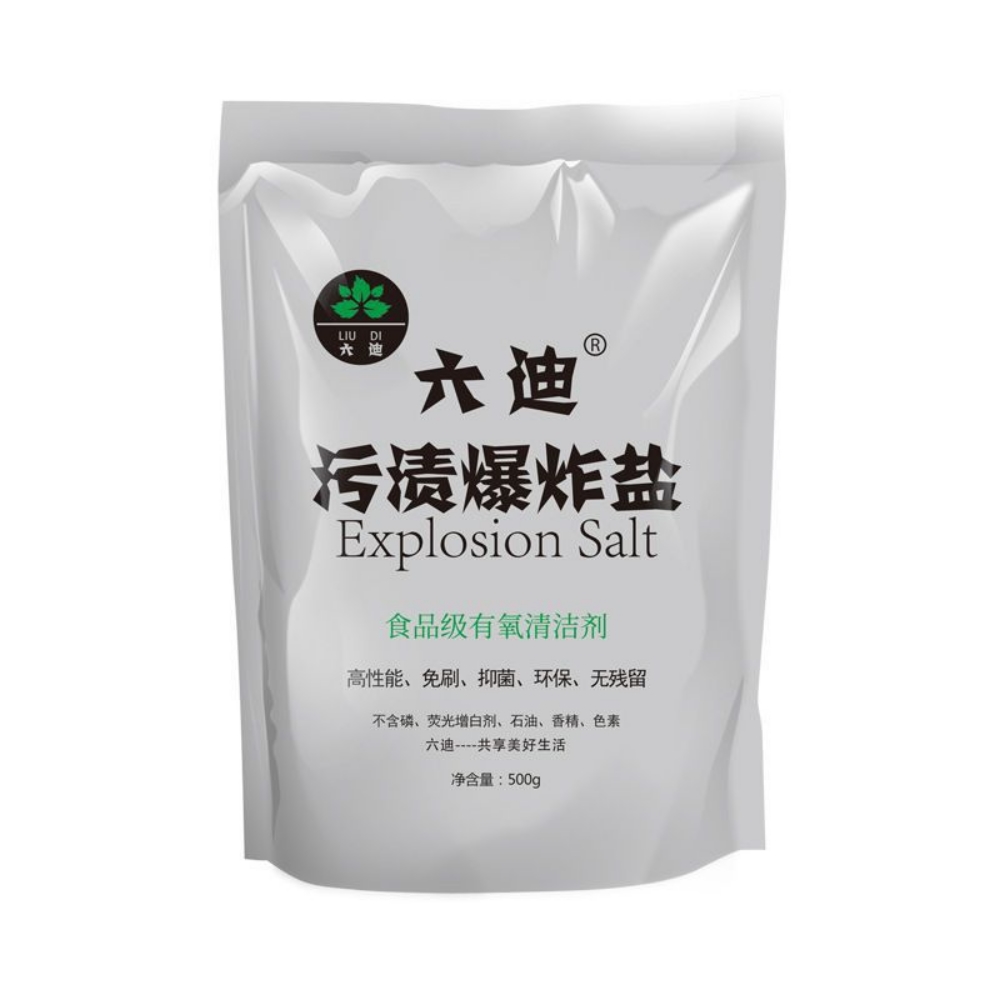 LIU DI
六 迪
六迪®
污渍爆炸盐
Explosion Salt
食品级有氧清洁剂
高性能、免刷、抑菌、环保、无残留
不含磷、荧光增白剂、石油、香精、色素
六迪----共享美好生活
净含量：500g